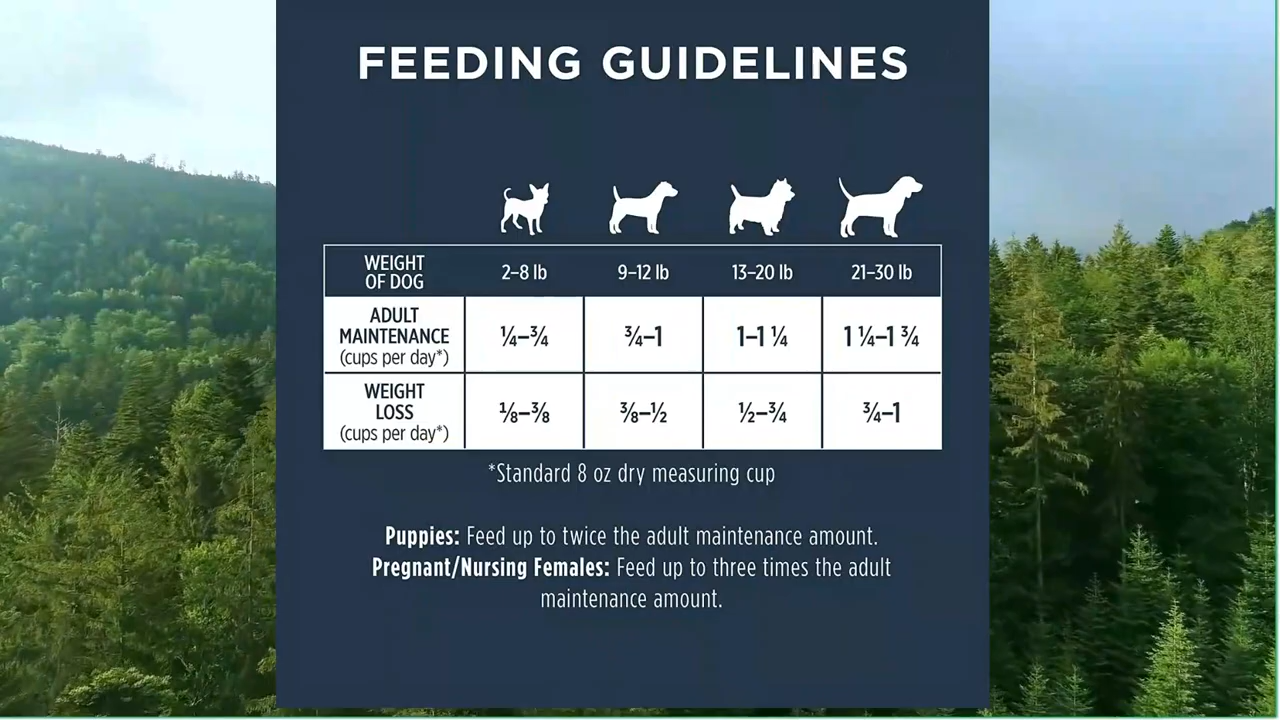 FEEDING GUIDELINES
WEIGHT OF DOG 2–8 lb 9–12 lb 13–20 lb 21–30 lb
ADULT MAINTENANCE (cups per day*) ¼–¾ ¾–1 1–1 ¼ 1 ¼–1 ¾
WEIGHT LOSS (cups per day*) ⅛–⅜ ⅜–½ ½–¾ ¾–1
*Standard 8 oz dry measuring cup
Puppies: Feed up to twice the adult maintenance amount.
Pregnant/Nursing Females: Feed up to three times the adult
maintenance amount.